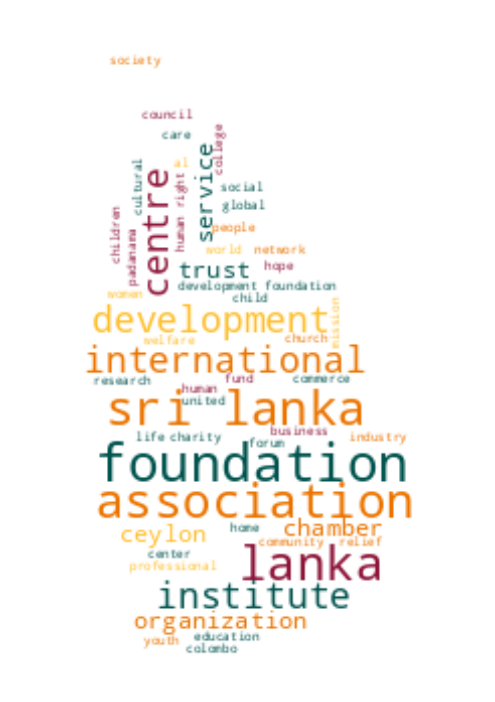 society
council
care
college
service
al
cultural
centre
human right
social
global
children
padanama
people
world network
trust hope
development foundation
women child
mission
development
welfare church
international
research fund commerce
human
united
sri lanka
business
life charity forum industry
foundation
association
ceylon home chamber
community relief
center
lanka
professional
institute
organization
youth education
colombo